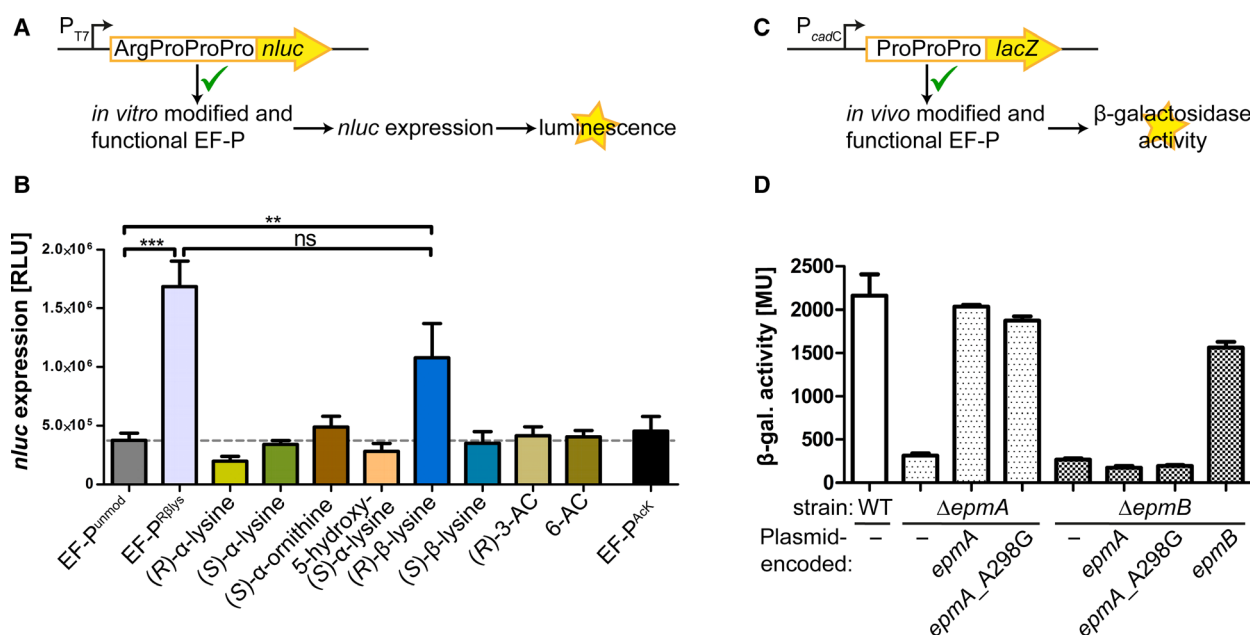 A
P T7
ArgProProPro nluc
in vitro modified and
functional EF-P
nluc expression
luminescence
C
P cadC
ProProPro lacZ
in vivo modified and
functional EF-P
β-galactosidase
activity
B
nluc expression [RLU]
2.0×10⁶
1.5×10⁶
1.0×10⁶
5.0×10⁵
0
**
***
ns
EF-Pᵘⁿᵐᵒᵈ
EF-Pᴿᵝˡʸˢ
(R)-α-lysine
(S)-α-lysine
(S)-α-ornithine
5-hydroxy-
(S)-α-lysine
(R)-β-lysine
(S)-β-lysine
(R)-3-AC
6-AC
EF-Pᴬᶜᴷ
D
β-gal. activity [MU]
2500
2000
1500
1000
500
0
strain: WT ΔepmA ΔepmB
Plasmid-
encoded:
–
–
epmA
epmA_A298G
–
epmA
epmA_A298G
epmB